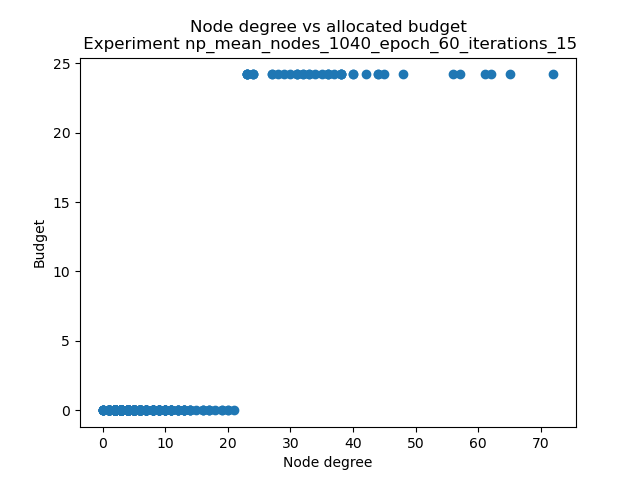 Node degree vs allocated budget
Experiment np_mean_nodes_1040_epoch_60_iterations_15
25
20
15
10
5
0
Budget
0 10 20 30 40 50 60 70
Node degree